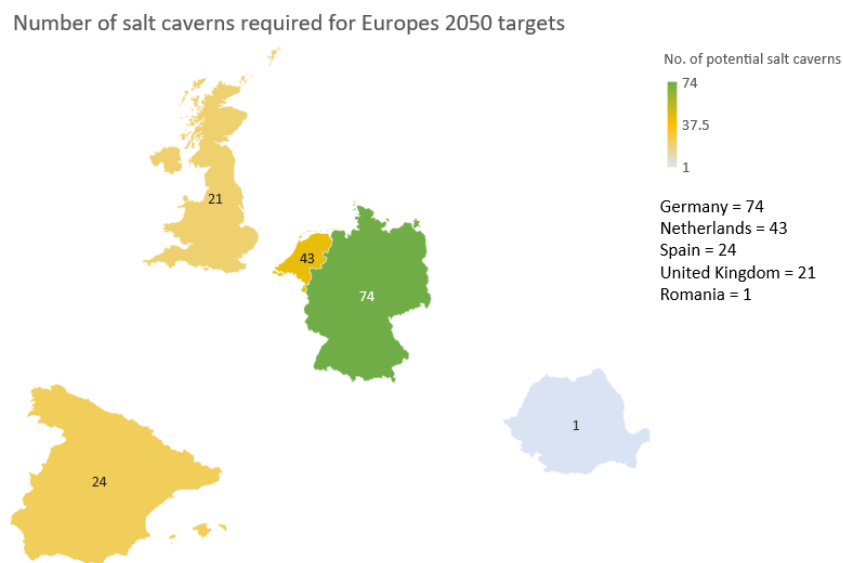 Number of salt caverns required for Europes 2050 targets
No. of potential salt caverns
74
37.5
1
Germany = 74
Netherlands = 43
Spain = 24
United Kingdom = 21
Romania = 1
21
43
74
1
24